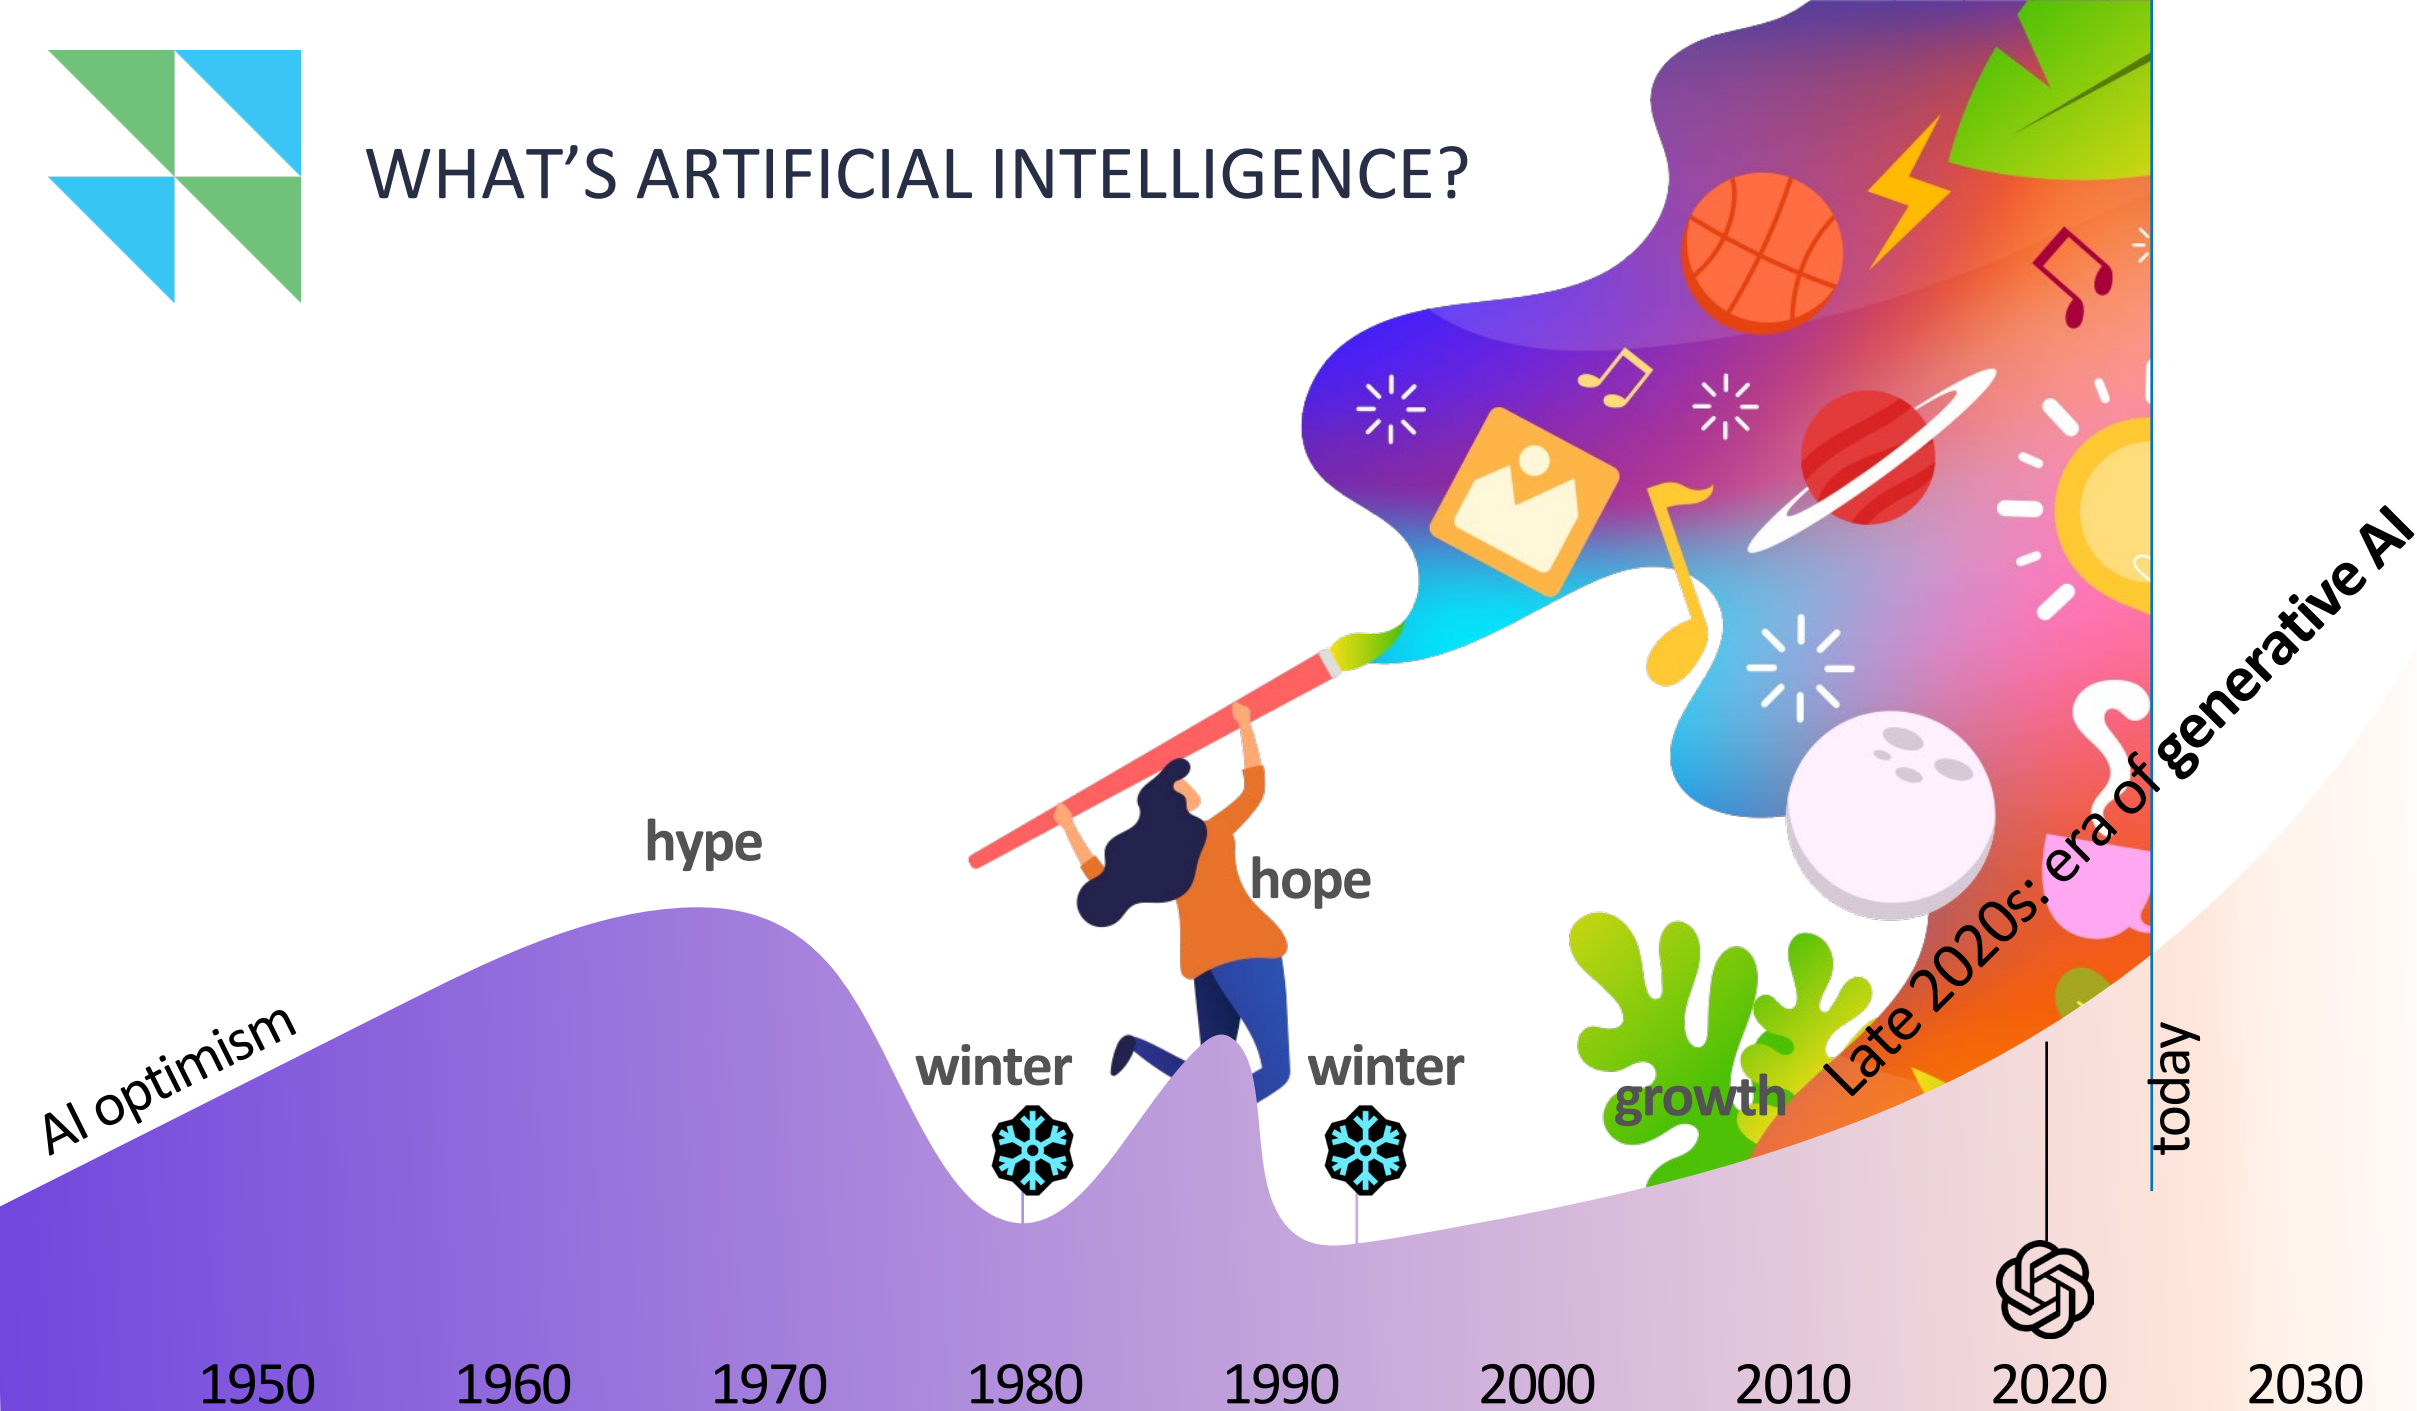 WHAT’S ARTIFICIAL INTELLIGENCE?
AI optimism
hype
winter
hope
winter
growth
Late 2020s: era of generative AI
today
1950 1960 1970 1980 1990 2000 2010 2020 2030